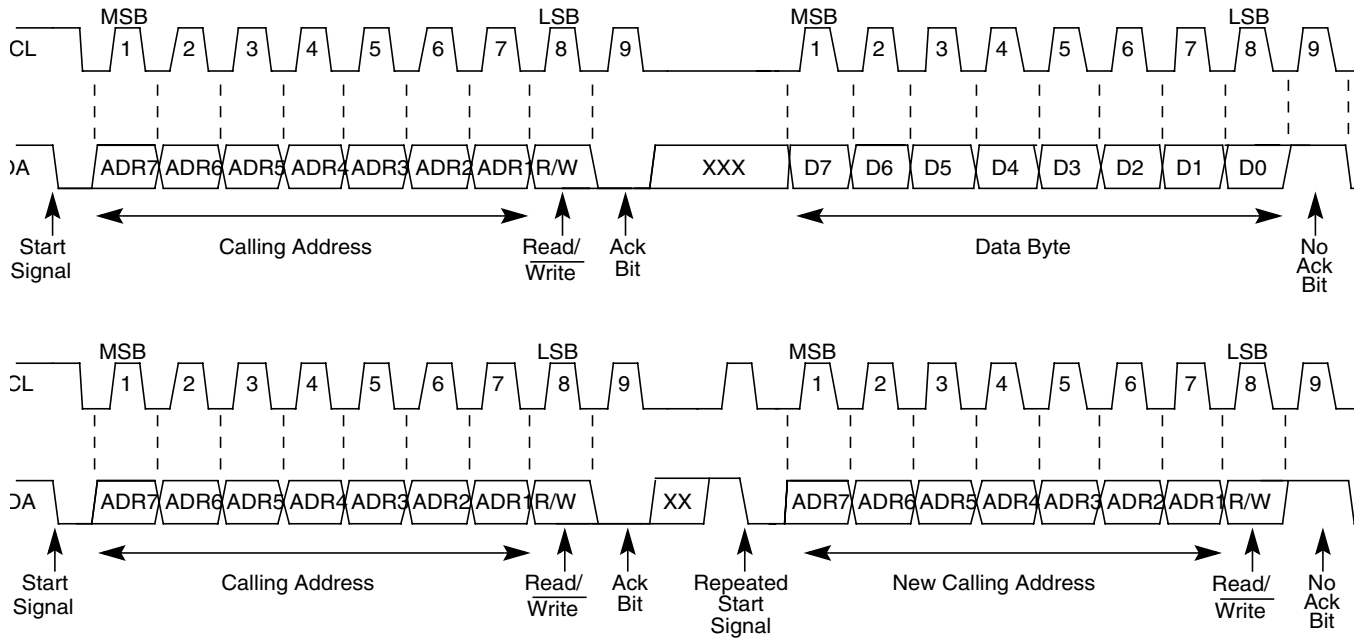 MSB LSB MSB LSB
CL 1 2 3 4 5 6 7 8 9 1 2 3 4 5 6 7 8 9
DA ADR7 ADR6 ADR5 ADR4 ADR3 ADR2 ADR1 R/W XXX D7 D6 D5 D4 D3 D2 D1 D0
Start
Signal
Calling Address
Read/
Write
Ack
Bit
Data Byte
No
Ack
Bit
MSB LSB MSB LSB
CL 1 2 3 4 5 6 7 8 9 1 2 3 4 5 6 7 8 9
DA ADR7 ADR6 ADR5 ADR4 ADR3 ADR2 ADR1 R/W XX ADR7 ADR6 ADR5 ADR4 ADR3 ADR2 ADR1 R/W
Start
Signal
Calling Address
Read/
Write
Ack
Bit
Repeated
Start
Signal
New Calling Address
Read/
Write
No
Ack
Bit